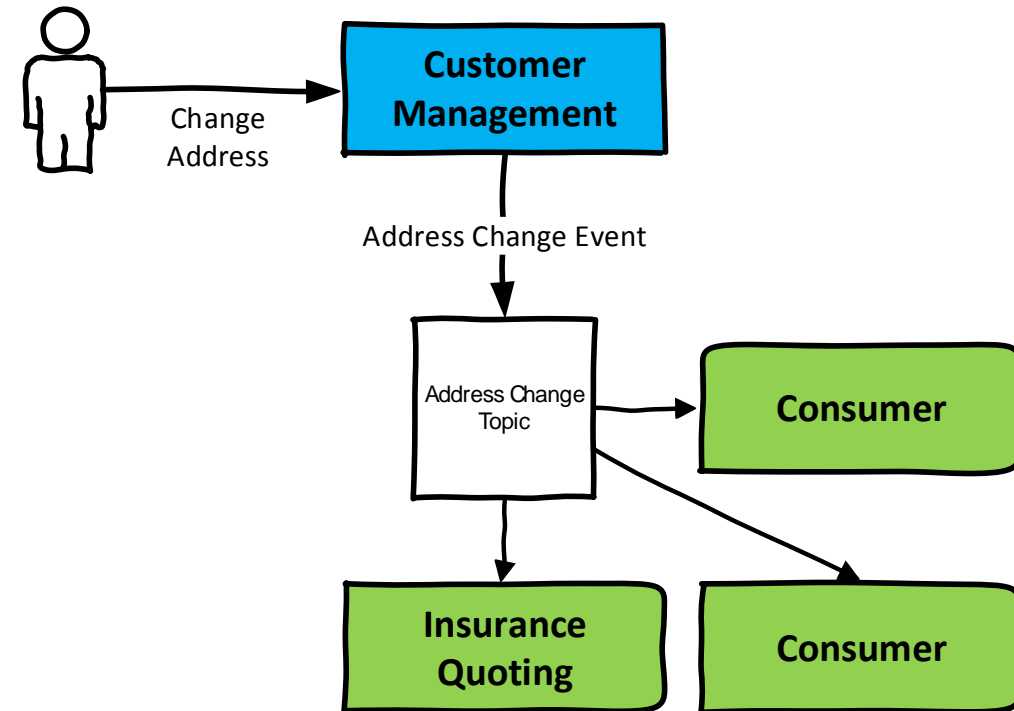 Customer
Management
Change
Address
Address Change Event
Address Change
Topic
Consumer
Insurance
Quoting
Consumer